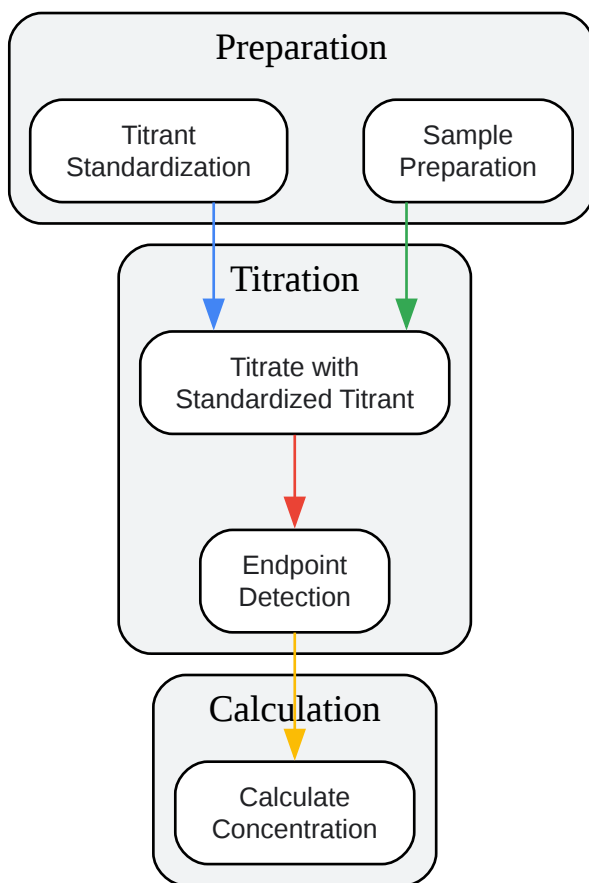 Preparation
Titrant
Standardization
Sample
Preparation
Titration
Titrate with
Standardized Titrant
Endpoint
Detection
Calculation
Calculate
Concentration